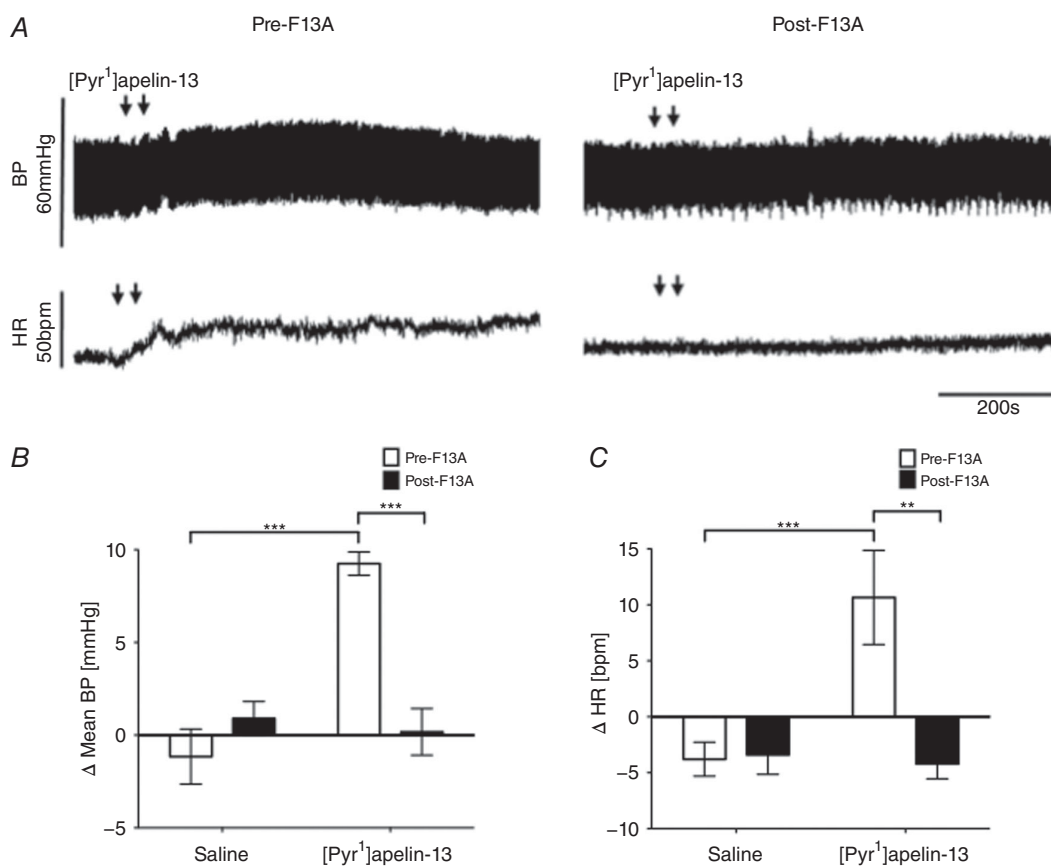 A
Pre-F13A
Post-F13A
[Pyr¹]apelin-13
[Pyr¹]apelin-13
BP
60mmHg
HR
50bpm
200s
B
Pre-F13A
Post-F13A
***
***
Δ Mean BP [mmHg]
10
5
0
–5
Saline
[Pyr¹]apelin-13
C
Pre-F13A
Post-F13A
***
**
Δ HR [bpm]
15
10
5
0
–5
–10
Saline
[Pyr¹]apelin-13